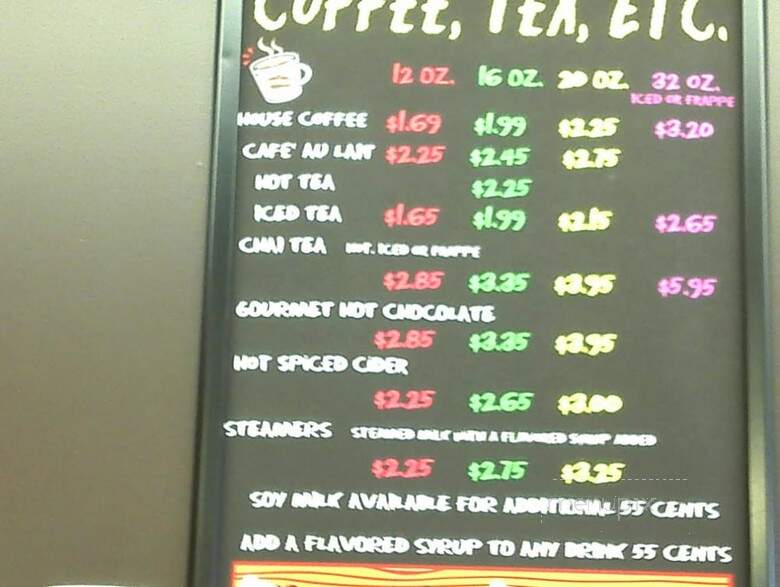 COFFEE, TEA, ETC.
12 OZ. 16 OZ. 20 OZ. 32 OZ.
ICED OR FRAPPE
HOUSE COFFEE $1.69 $1.99 $2.25 $3.20
CAFE' AU LAIT $2.25 $2.45 $2.75
HOT TEA $2.25
ICED TEA $1.65 $1.99 $2.15 $2.65
CHAI TEA HOT, ICED OR FRAPPE
$2.85 $3.35 $3.95 $5.95
GOURMET HOT CHOCOLATE
$2.85 $3.35 $3.95
HOT SPICED CIDER
$2.25 $2.65 $3.00
STEAMERS STEAMED MILK WITH A FLAVORED SYRUP ADDED
$2.25 $2.75 $3.25
SOY MILK AVAILABLE FOR ADDITIONAL 55 CENTS
menupix
ADD A FLAVORED SYRUP TO ANY DRINK 55 CENTS